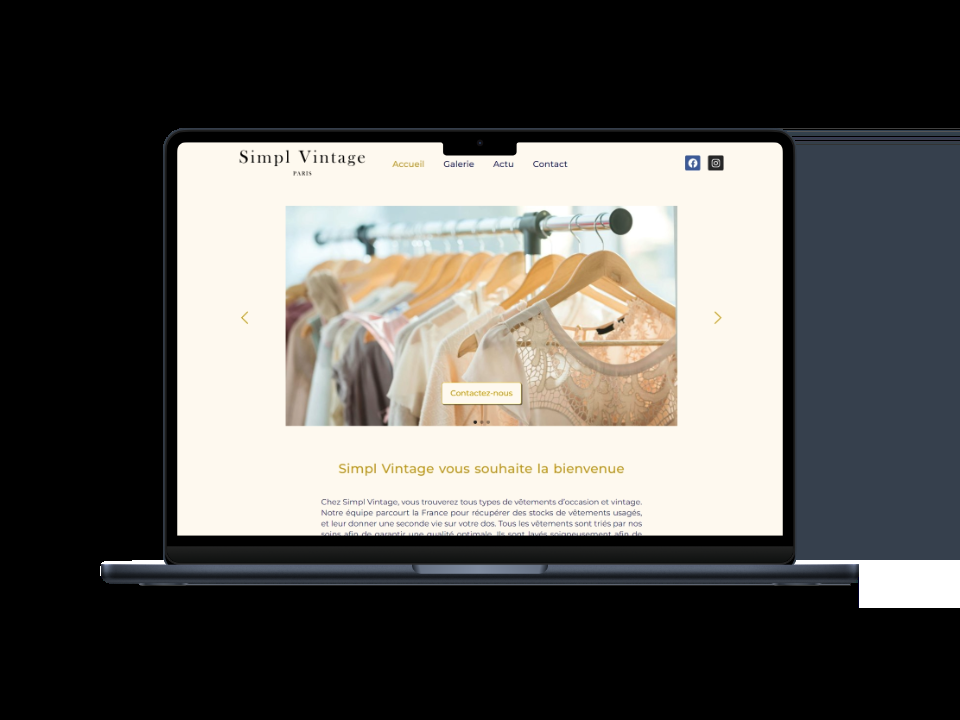 Simpl Vintage
PARIS
Accueil Galerie Actu Contact
Contactez-nous
Simpl Vintage vous souhaite la bienvenue
Chez Simpl Vintage, vous trouverez tous types de vêtements d'occasion et vintage.
Notre équipe parcourt la France pour récupérer des stocks de vêtements usagés,
et leur donner une seconde vie sur votre dos. Tous les vêtements sont triés par nos
soins afin de garantir une qualité optimale. Ils sont lavés soigneusement afin de